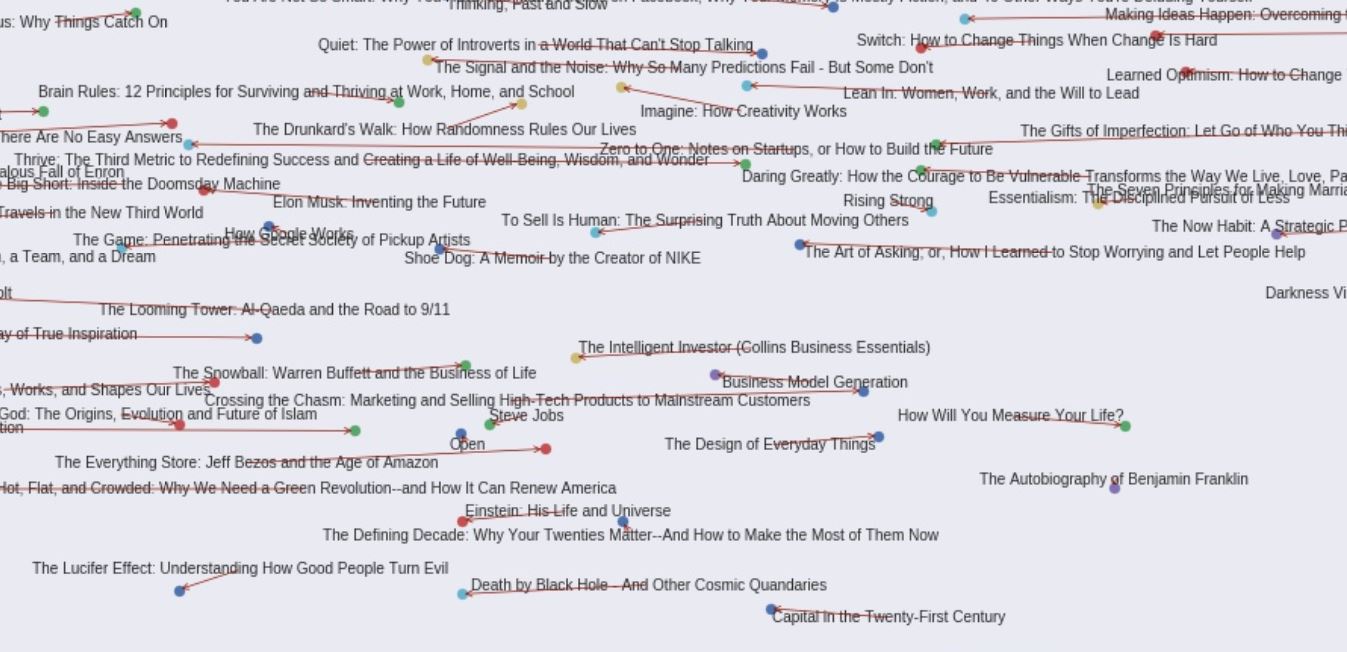 Thinking, Fast and Slow
us: Why Things Catch On
Making Ideas Happen: Overcoming
Quiet: The Power of Introverts in a World That Can't Stop Talking
Switch: How to Change Things When Change Is Hard
The Signal and the Noise: Why So Many Predictions Fail - But Some Don't
Learned Optimism: How to Change
Brain Rules: 12 Principles for Surviving and Thriving at Work, Home, and School
Lean In: Women, Work, and the Will to Lead
Imagine: How Creativity Works
The Drunkard's Walk: How Randomness Rules Our Lives
The Gifts of Imperfection: Let Go of Who You Thi
here Are No Easy Answers
Zero to One: Notes on Startups, or How to Build the Future
Thrive: The Third Metric to Redefining Success and Creating a Life of Well-Being, Wisdom, and Wonder
alous Fall of Enron
Daring Greatly: How the Courage to Be Vulnerable Transforms the Way We Live, Love, Pa
Big Short: Inside the Doomsday Machine
The Seven Principles for Making Marria
Essentialism: The Disciplined Pursuit of Less
Elon Musk: Inventing the Future
Rising Strong
Travels in the New Third World
To Sell Is Human: The Surprising Truth About Moving Others
The Now Habit: A Strategic P
How Google Works
The Game: Penetrating the Secret Society of Pickup Artists
The Art of Asking; or, How I Learned to Stop Worrying and Let People Help
, a Team, and a Dream
Shoe Dog: A Memoir by the Creator of NIKE
olt
Darkness Vi
The Looming Tower: Al-Qaeda and the Road to 9/11
ay of True Inspiration
The Intelligent Investor (Collins Business Essentials)
The Snowball: Warren Buffett and the Business of Life
Business Model Generation
s, Works, and Shapes Our Lives
Crossing the Chasm: Marketing and Selling High-Tech Products to Mainstream Customers
God: The Origins, Evolution and Future of Islam
Steve Jobs
How Will You Measure Your Life?
tion
Open
The Design of Everyday Things
The Everything Store: Jeff Bezos and the Age of Amazon
The Autobiography of Benjamin Franklin
Hot, Flat, and Crowded: Why We Need a Green Revolution--and How It Can Renew America
Einstein: His Life and Universe
The Defining Decade: Why Your Twenties Matter--And How to Make the Most of Them Now
The Lucifer Effect: Understanding How Good People Turn Evil
Death by Black Hole - And Other Cosmic Quandaries
Capital in the Twenty-First Century